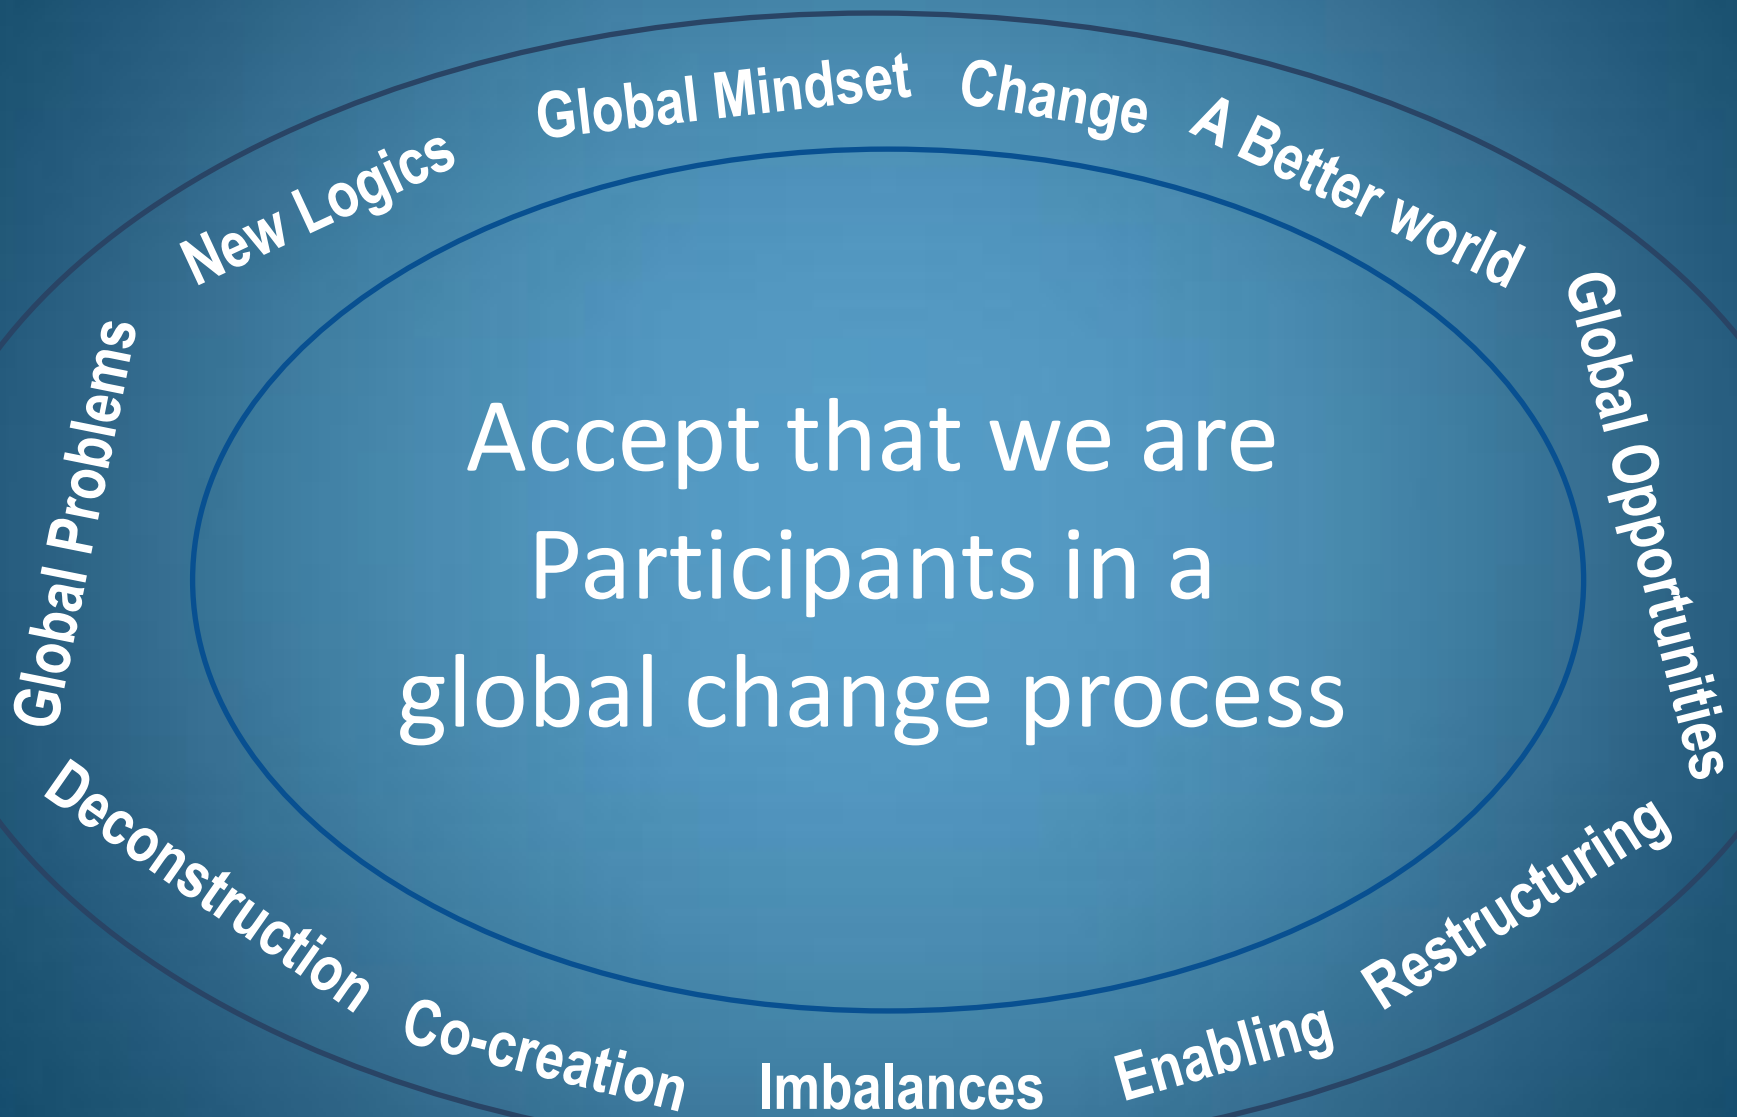 Global Mindset
Change
A Better world
New Logics
Global Opportunities
Global Problems
Accept that we are
Participants in a
global change process
Deconstruction
Restructuring
Co-creation
Enabling
Imbalances